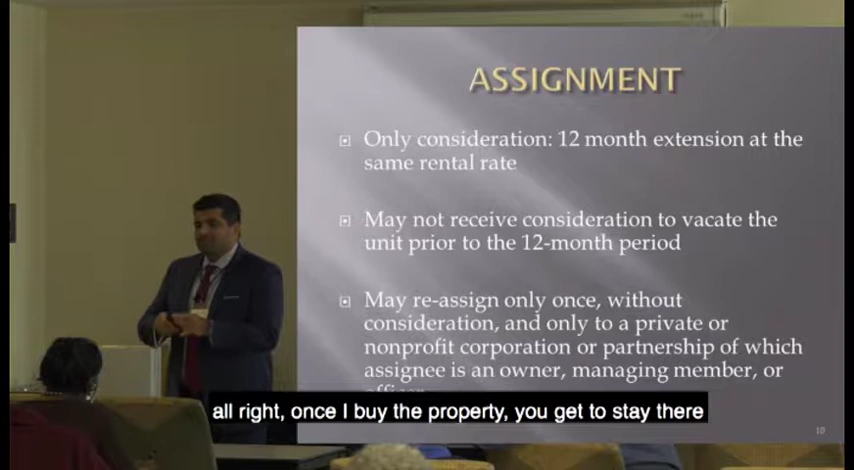 ASSIGNMENT
Only consideration: 12 month extension at the
same rental rate
May not receive consideration to vacate the
unit prior to the 12-month period
May re-assign only once, without
consideration, and only to a private or
nonprofit corporation or partnership of which
assignee is an owner, managing member, or
all right, once I buy the property, you get to stay there
10